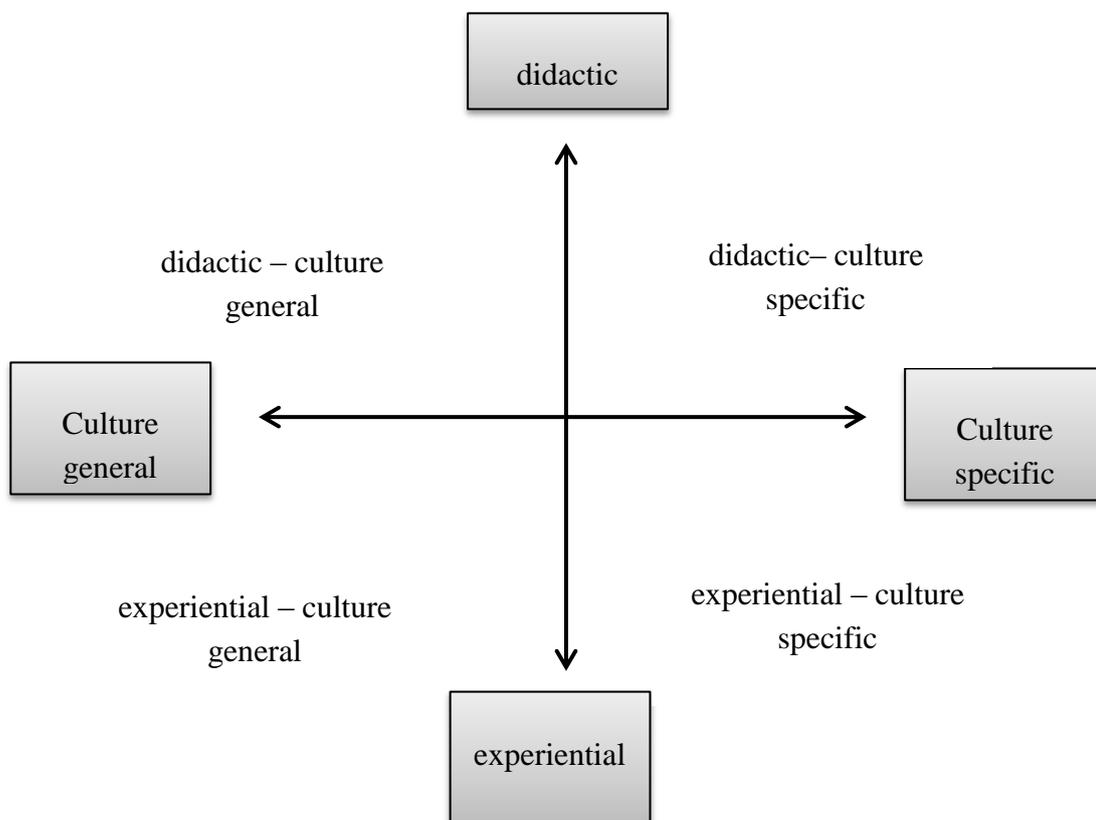 didactic
didactic – culture
general
didactic– culture
specific
Culture
general
Culture
specific
experiential – culture
general
experiential – culture
specific
experiential